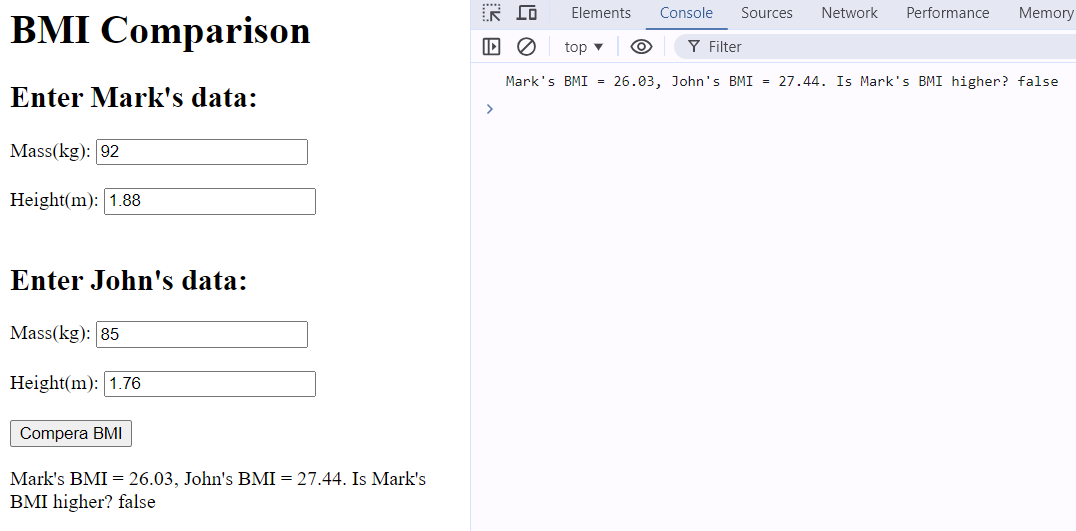 BMI Comparison
Enter Mark's data:
Mass(kg): 92
Height(m): 1.88
Enter John's data:
Mass(kg): 85
Height(m): 1.76
Compera BMI
Mark's BMI = 26.03, John's BMI = 27.44. Is Mark's
BMI higher? false
Elements Console Sources Network Performance Memory
top ▼ Filter
Mark's BMI = 26.03, John's BMI = 27.44. Is Mark's BMI higher? false
>